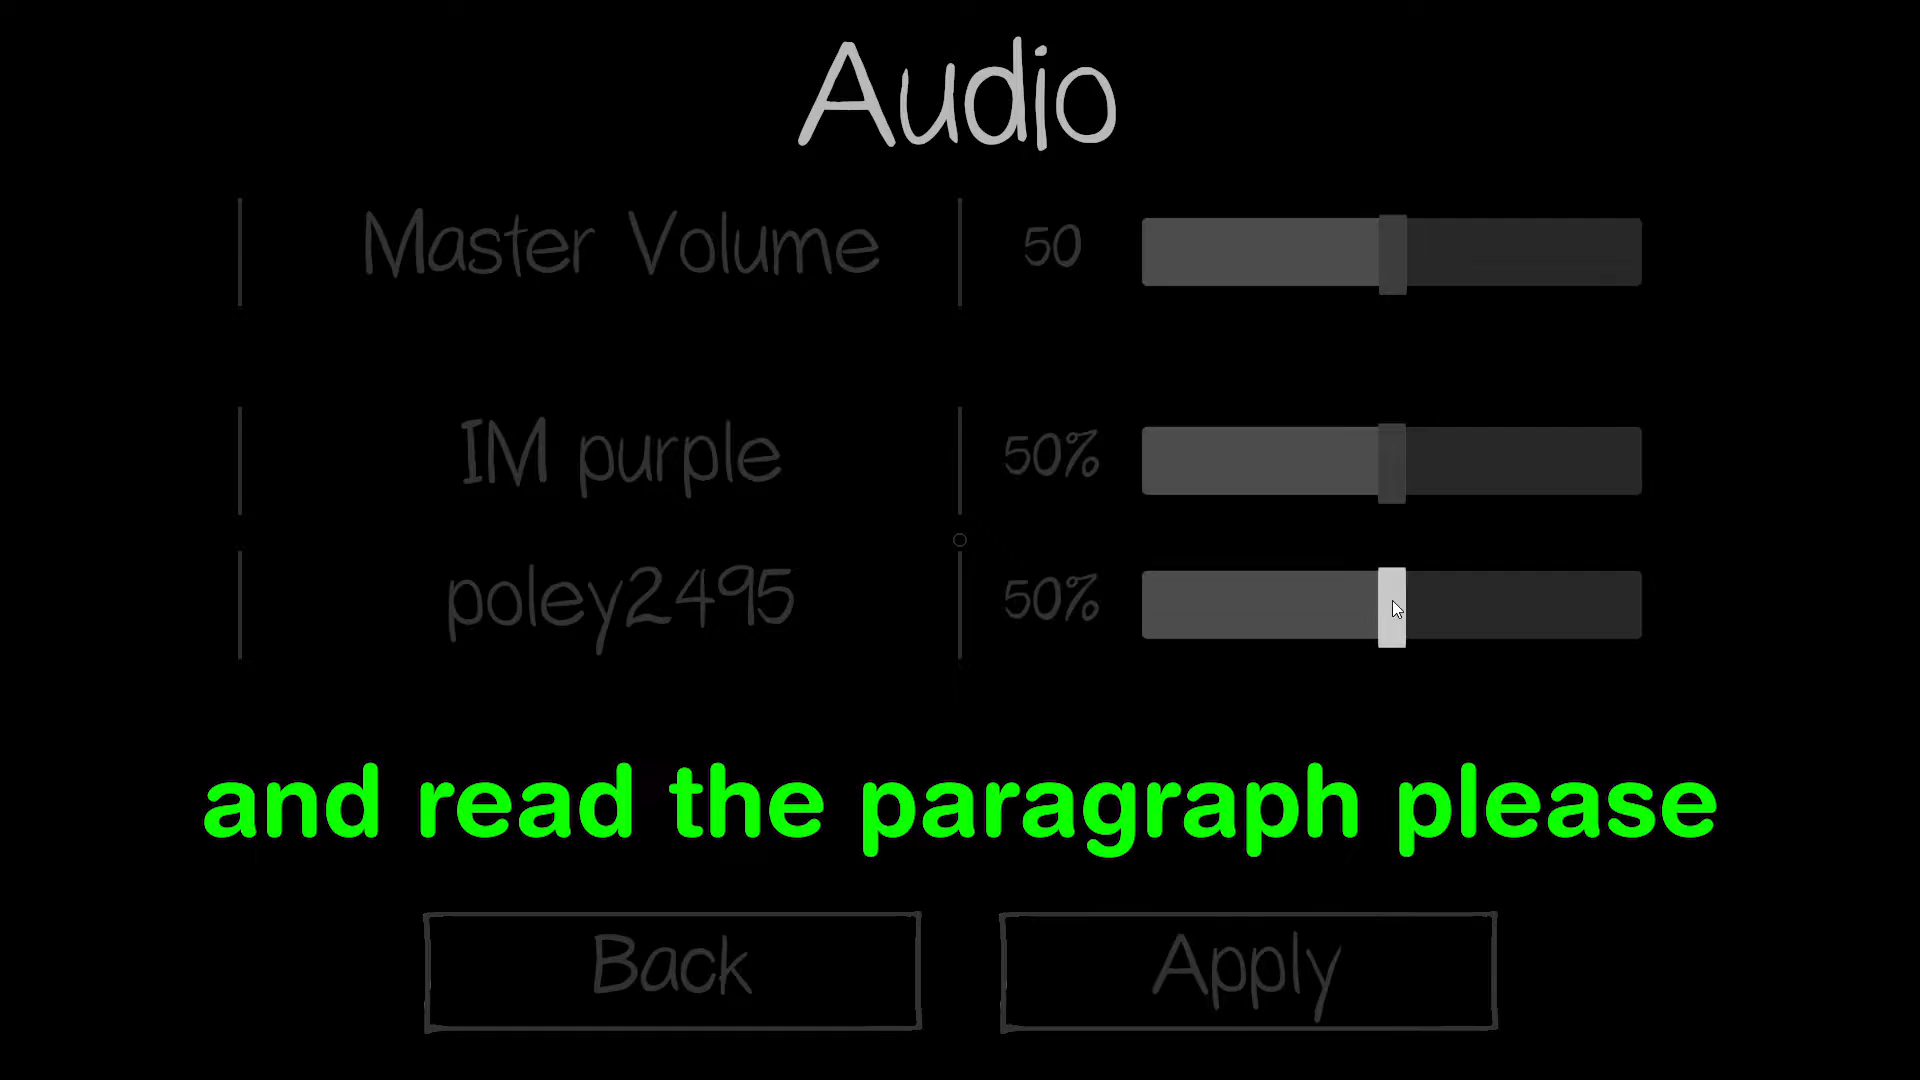 Audio
Master Volume 50
IM purple 50%
poley2495 50%
and read the paragraph please
Back Apply